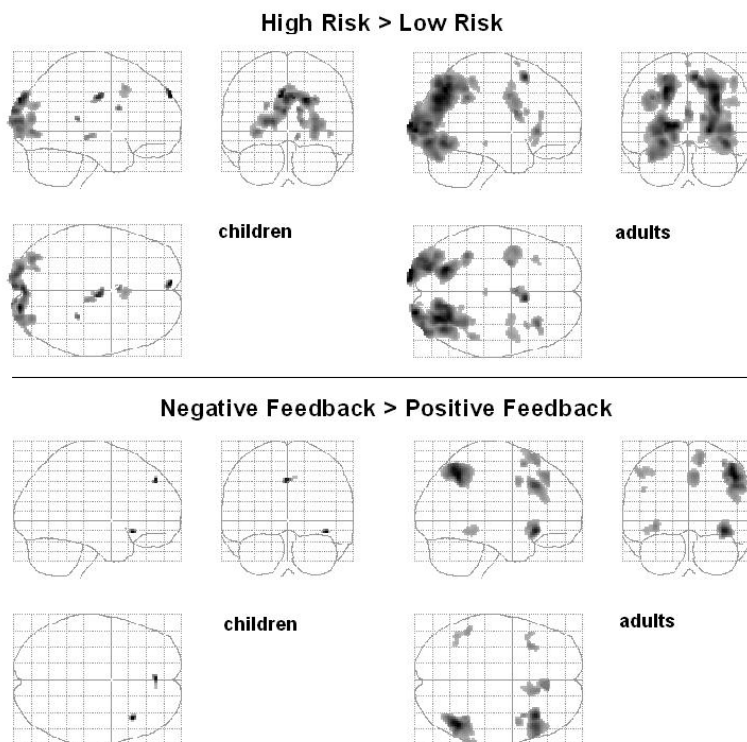 High Risk > Low Risk
children
adults
Negative Feedback > Positive Feedback
children
adults